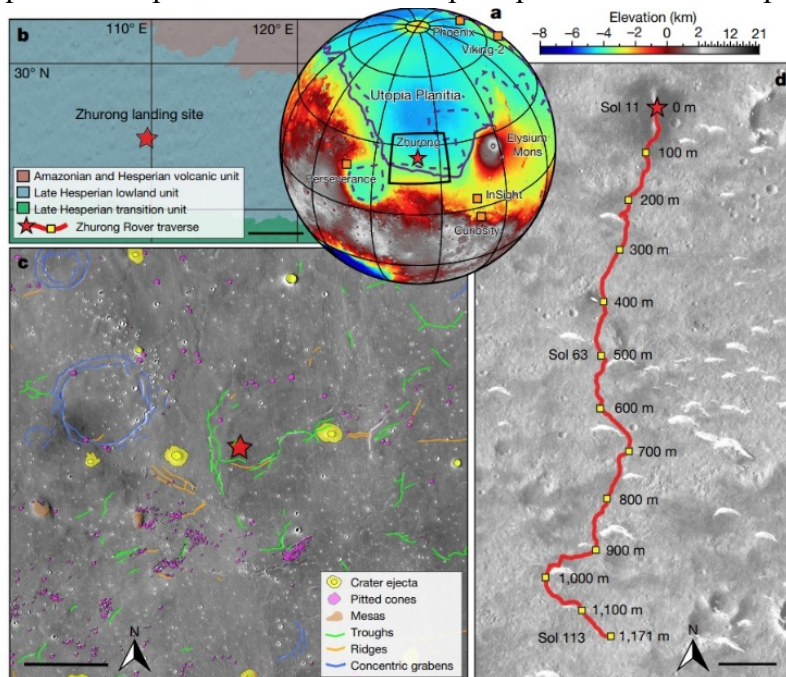 a
Elevation (km)
−8 −6 −4 −2 0 2 12 21
b
110° E
120° E
30° N
Zhurong landing site
Amazonian and Hesperian volcanic unit
Late Hesperian lowland unit
Late Hesperian transition unit
Zhurong Rover traverse
Phoenix
Viking-2
Utopia Planitia
Zhurong
Elysium
Mons
Perseverance
InSight
Curiosity
c
Crater ejecta
Pitted cones
Mesas
Troughs
Ridges
Concentric grabens
N
d
Sol 11
0 m
100 m
200 m
300 m
400 m
Sol 63
500 m
600 m
700 m
800 m
900 m
1,000 m
1,100 m
Sol 113
1,171 m
N